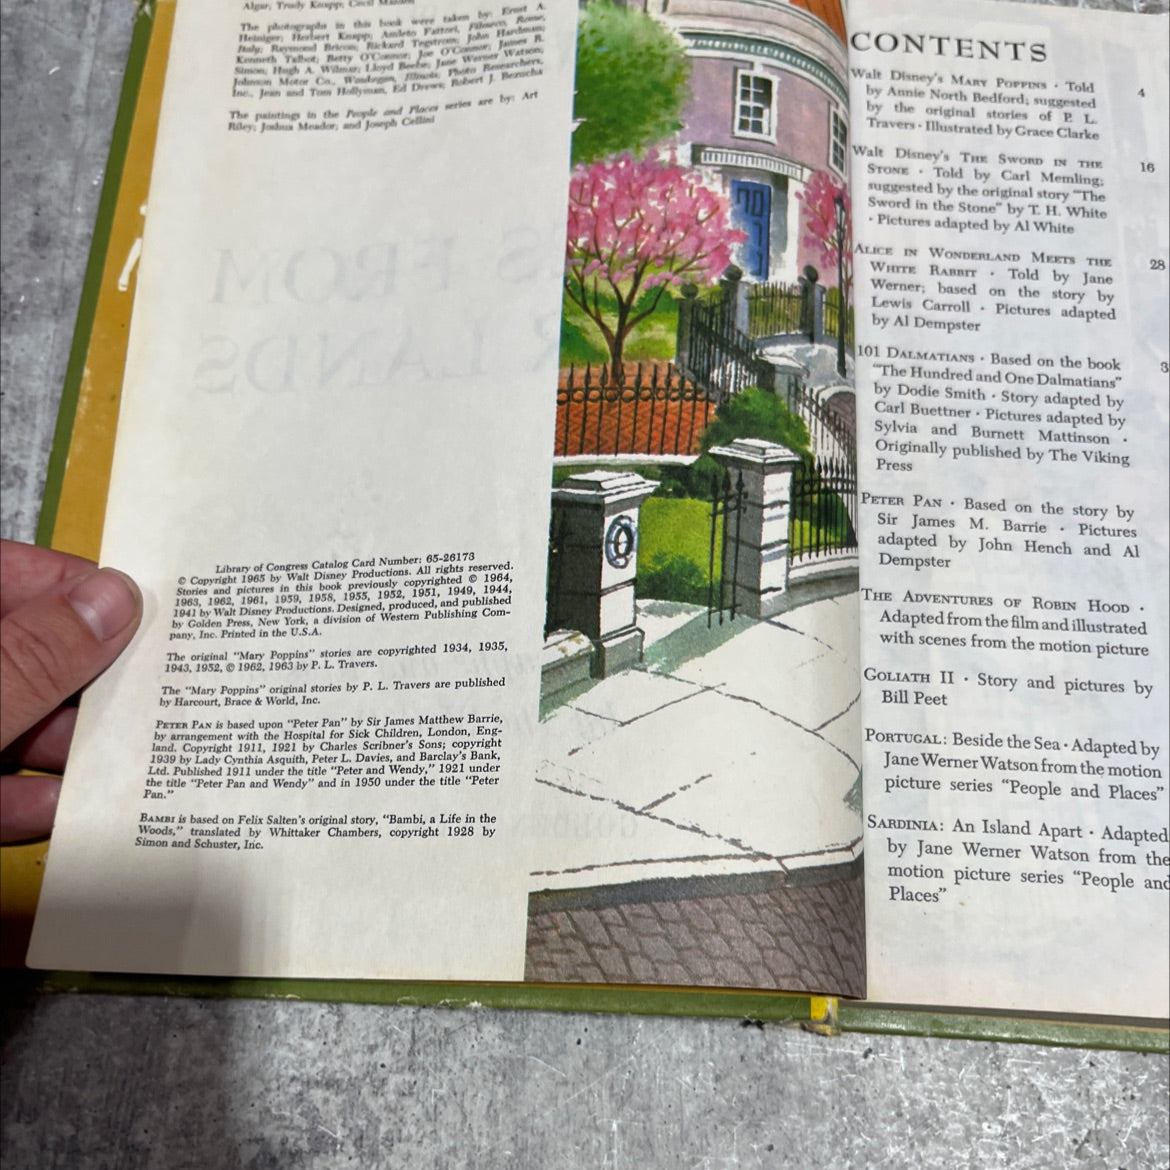 Algar; Trudy Knapp; Cecil
The photographs in this book were taken by: Ernst A.
Heiniger; Herbert Knapp; Amleto Fattori, Filmeco, Rome,
Italy; Raymond Bricon; Rickard Tegstrom; John Hardman;
Kenneth Talbot; Betty O'Connor; Joe O'Connor; James R.
Simon; Hugh A. Wilmar; Lloyd Beebe; Jane Werner Watson;
Johnson Motor Co., Waukegan, Illinois; Photo Researchers,
Inc., Jean and Tom Hollyman, Ed Drews; Robert J. Bezucha
The paintings in the People and Places series are by: Art
Riley; Joshua Meador; and Joseph Cellini
Library of Congress Catalog Card Number: 65-26173
© Copyright 1965 by Walt Disney Productions. All rights reserved.
Stories and pictures in this book previously copyrighted © 1964,
1963, 1962, 1961, 1959, 1958, 1955, 1952, 1951, 1949, 1944,
1941 by Walt Disney Productions. Designed, produced, and published
by Golden Press, New York, a division of Western Publishing Com-
pany, Inc. Printed in the U.S.A.
The original "Mary Poppins" stories are copyrighted 1934, 1935,
1943, 1952, © 1962, 1963 by P. L. Travers.
The "Mary Poppins" original stories by P. L. Travers are published
by Harcourt, Brace & World, Inc.
PETER PAN is based upon "Peter Pan" by Sir James Matthew Barrie,
by arrangement with the Hospital for Sick Children, London, Eng-
land. Copyright 1911, 1921 by Charles Scribner's Sons; copyright
1939 by Lady Cynthia Asquith, Peter L. Davies, and Barclay's Bank,
Ltd. Published 1911 under the title "Peter and Wendy," 1921 under
the title "Peter Pan and Wendy" and in 1950 under the title "Peter
Pan."
BAMBI is based on Felix Salten's original story, "Bambi, a Life in the
Woods," translated by Whittaker Chambers, copyright 1928 by
Simon and Schuster, Inc.
CONTENTS
Walt Disney's MARY POPPINS · Told 4
by Annie North Bedford; suggested
by the original stories of P. L.
Travers · Illustrated by Grace Clarke
Walt Disney's THE SWORD IN THE 16
STONE · Told by Carl Memling;
suggested by the original story "The
Sword in the Stone" by T. H. White
· Pictures adapted by Al White
ALICE IN WONDERLAND MEETS THE 28
WHITE RABBIT · Told by Jane
Werner; based on the story by
Lewis Carroll · Pictures adapted
by Al Dempster
101 DALMATIANS · Based on the book 3
"The Hundred and One Dalmatians"
by Dodie Smith · Story adapted by
Carl Buettner · Pictures adapted by
Sylvia and Burnett Mattinson ·
Originally published by The Viking
Press
PETER PAN · Based on the story by
Sir James M. Barrie · Pictures
adapted by John Hench and Al
Dempster
THE ADVENTURES OF ROBIN HOOD ·
Adapted from the film and illustrated
with scenes from the motion picture
GOLIATH II · Story and pictures by
Bill Peet
PORTUGAL: Beside the Sea · Adapted by
Jane Werner Watson from the motion
picture series "People and Places"
SARDINIA: An Island Apart · Adapted
by Jane Werner Watson from the
motion picture series "People and
Places"